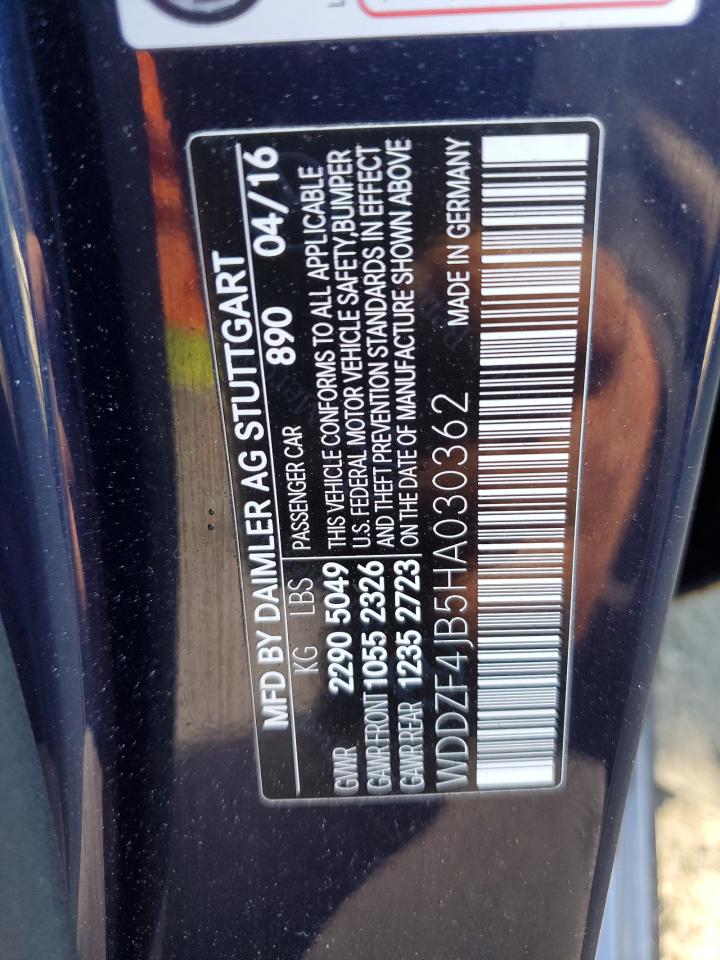 MFD BY DAIMLER AG STUTTGART
KG LBS 890 04/16
PASSENGER CAR
GVWR 2290 5049 THIS VEHICLE CONFORMS TO ALL APPLICABLE
U.S. FEDERAL MOTOR VEHICLE SAFETY,BUMPER
GAWR FRONT 1055 2326 AND THEFT PREVENTION STANDARDS IN EFFECT
GAWR REAR 1235 2723 ON THE DATE OF MANUFACTURE SHOWN ABOVE
WDDZF4JB5HA030362 MADE IN GERMANY